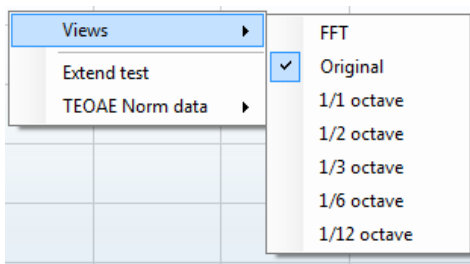 Views
Extend test
TEOAE Norm data
FFT
Original
1/1 octave
1/2 octave
1/3 octave
1/6 octave
1/12 octave